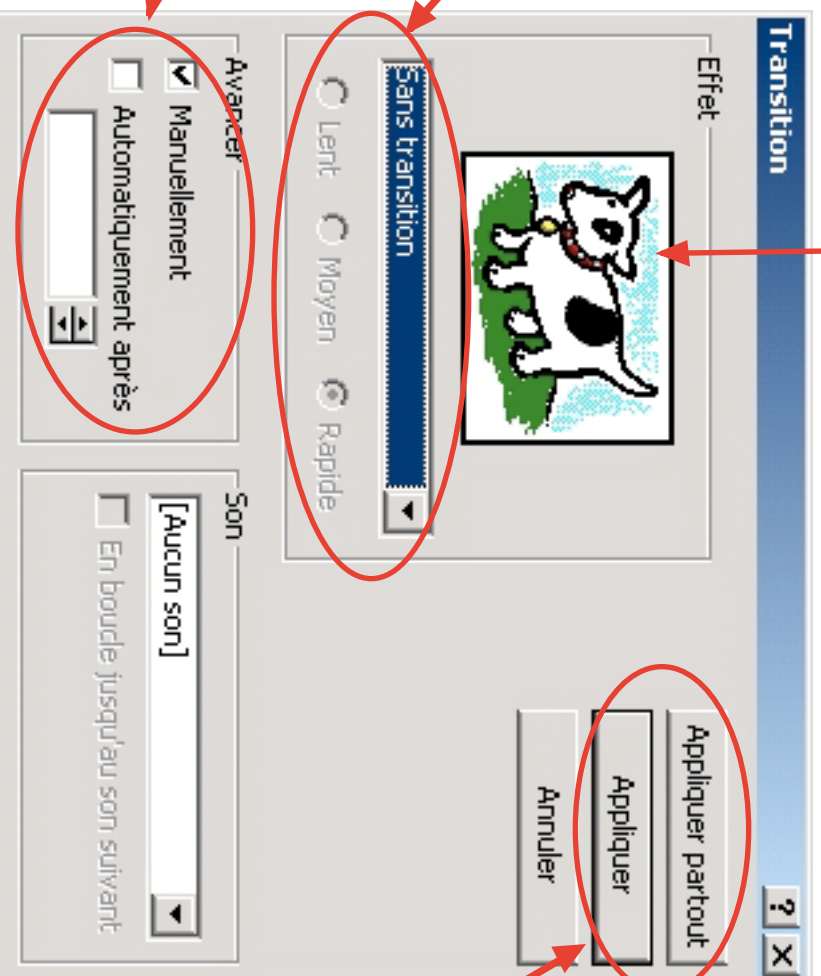 Transition
? X
Effet
Sans transition
Lent Moyen Rapide
Appliquer partout
Appliquer
Annuler
Avancer
Manuellement
Automatiquement après
Son
[Aucun son]
En boucle jusqu'au son suivant